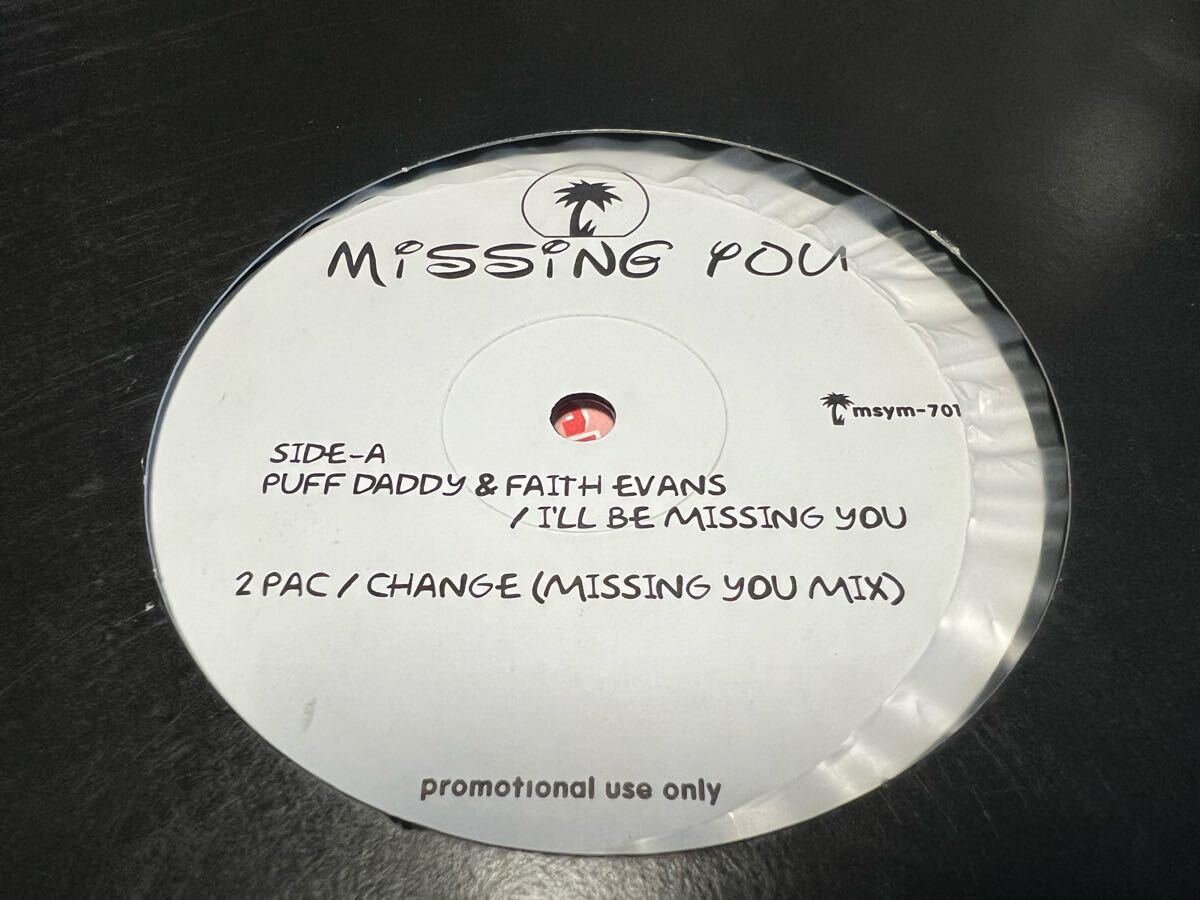 MiSSiNG YOU
msym-701
SIDE-A
PUFF DADDY & FAITH EVANS
/ I'LL BE MISSING YOU
2 PAC / CHANGE (MISSING YOU MIX)
promotional use only